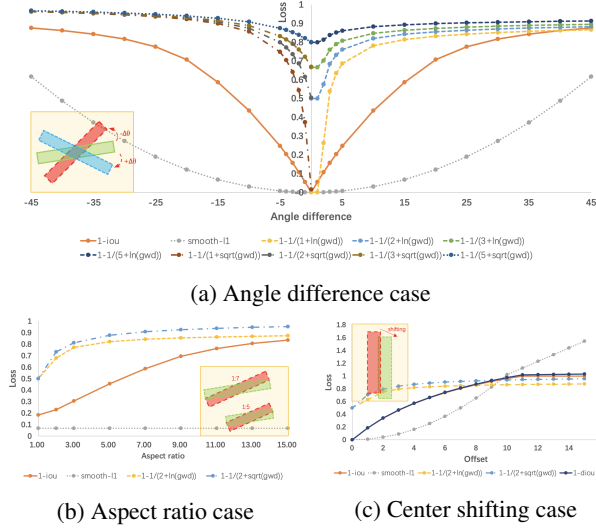 Loss
1
0.9
0.8
0.7
0.6
0.5
0.4
0.3
0.2
0.1
0
-Δθ
+Δθ
-45 -35 -25 -15 -5 5 15 25 35 45
Angle difference
1-iou smooth-l1 1-1/(1+ln(gwd)) 1-1/(2+ln(gwd)) 1-1/(3+ln(gwd))
1-1/(5+ln(gwd)) 1-1/(1+sqrt(gwd)) 1-1/(2+sqrt(gwd)) 1-1/(3+sqrt(gwd)) 1-1/(5+sqrt(gwd))
(a) Angle difference case
1
0.9
0.8
0.7
0.6
0.5
0.4
0.3
0.2
0.1
0
Loss
1:7
1:5
1.00 3.00 5.00 7.00 9.00 11.00 13.00 15.00
Aspect ratio
1-iou smooth-l1 1-1/(2+ln(gwd)) 1-1/(2+sqrt(gwd))
(b) Aspect ratio case
1.8
1.6
1.4
1.2
1
0.8
0.6
0.4
0.2
0
Loss
shifting
0 2 4 6 8 10 12 14
Offset
1-iou smooth-l1 1-1/(2+ln(gwd)) 1-1/(2+sqrt(gwd)) 1-diou
(c) Center shifting case